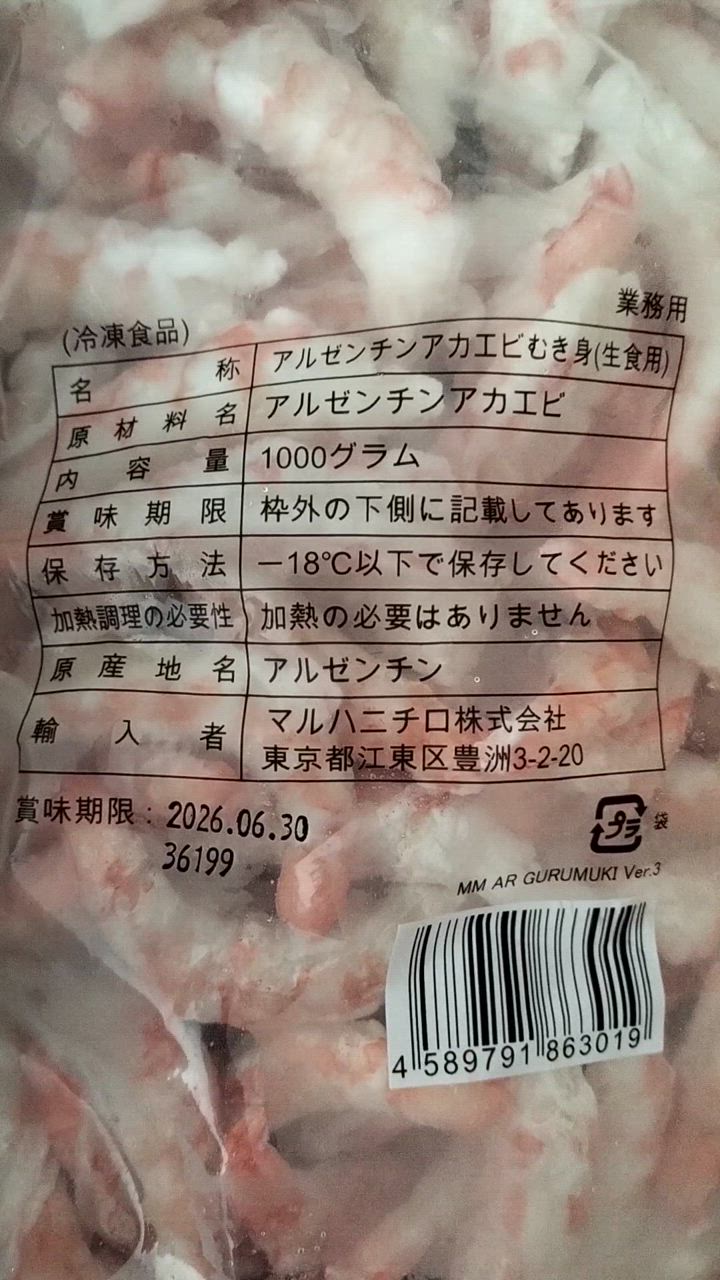 業務用
(冷凍食品)
名称 アルゼンチンアカエビむき身(生食用)
原材料名 アルゼンチンアカエビ
内容量 1000グラム
賞味期限 枠外の下側に記載してあります
保存方法 －18℃以下で保存してください
加熱調理の必要性 加熱の必要はありません
原産地名 アルゼンチン
輸入者 マルハニチロ株式会社
東京都江東区豊洲3-2-20
賞味期限：2026.06.30
36199
プラ 袋
MM AR GURUMUKI Ver.3
4 589791 863019